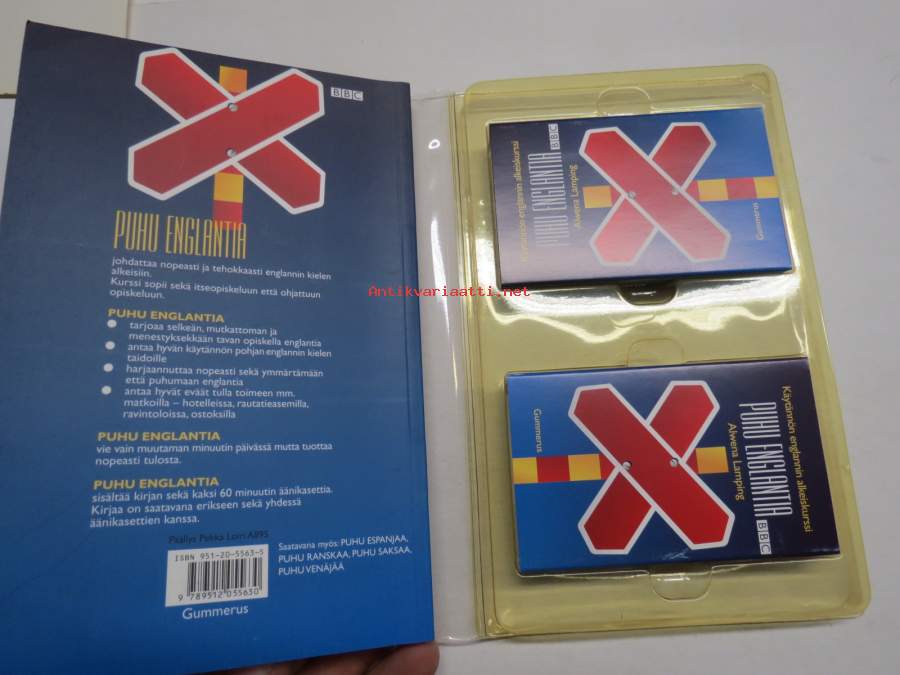 BBC
PUHU ENGLANTIA
johdattaa nopeasti ja tehokkaasti englannin kielen
alkeisiin.
Kurssi sopii sekä itseopiskeluun että ohjattuun
opiskeluun.
PUHU ENGLANTIA
tarjoaa selkeän, mutkattoman ja
menestyksekkään tavan opiskella englantia
antaa hyvän käytännön pohjan englannin kielen
taidoille
harjaannuttaa nopeasti sekä ymmärtämään
että puhumaan englantia
antaa hyvät eväät tulla toimeen mm.
matkoilla – hotelleissa, rautatieasemilla,
ravintoloissa, ostoksilla
PUHU ENGLANTIA
vie vain muutaman minuutin päivässä mutta tuottaa
nopeasti tulosta.
PUHU ENGLANTIA
sisältää kirjan sekä kaksi 60 minuutin äänikasettia.
Kirjaa on saatavana erikseen sekä yhdessä
äänikasettien kanssa.
Päällys Pekka Loiri
ISBN 951-20-5563-5
9 789512 055630
Gummerus
Saatavana myös: PUHU ESPANJAA,
PUHU RANSKAA, PUHU SAKSAA,
PUHU VENÄJÄÄ
Antikvariaatti.net
Käytännön englannin alkeiskurssi
PUHU ENGLANTIA
BBC
Alwena Lamping
Gummerus
Käytännön englannin alkeiskurssi
PUHU ENGLANTIA
BBC
Alwena Lamping
Gummerus